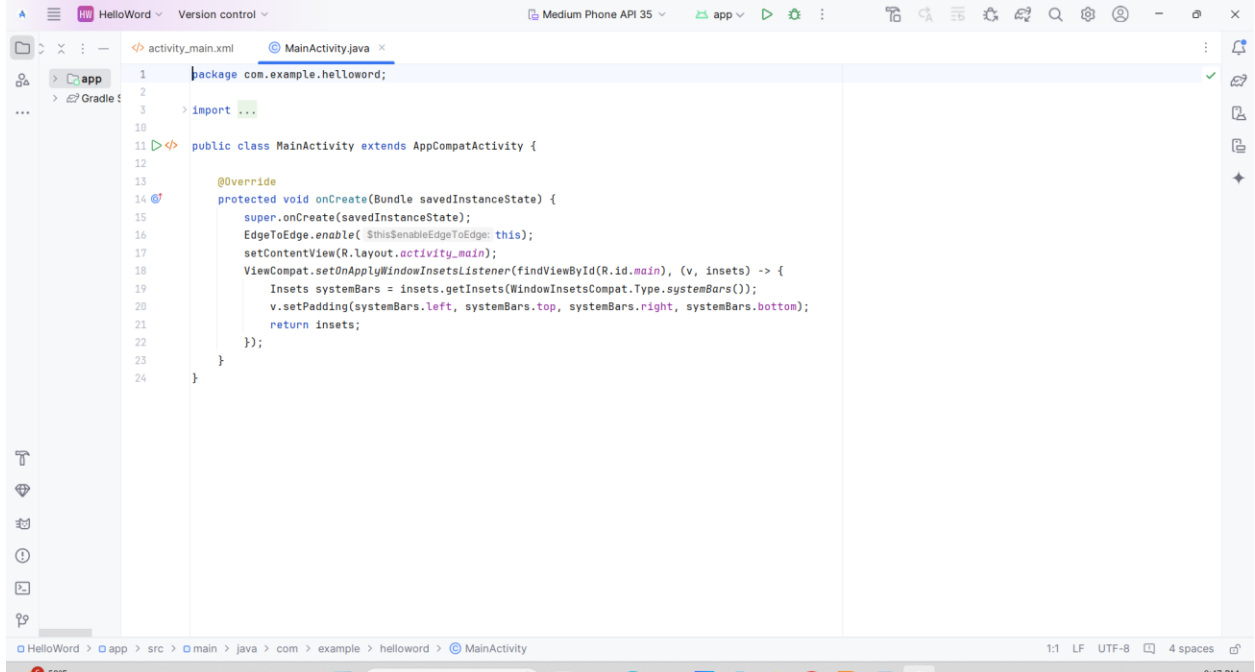 HW HelloWord Version control Medium Phone API 35 app
app
Gradle S
activity_main.xml MainActivity.java
1 package com.example.helloword;
2
3 import ...
10
11 public class MainActivity extends AppCompatActivity {
12
13 @Override
14 protected void onCreate(Bundle savedInstanceState) {
15 super.onCreate(savedInstanceState);
16 EdgeToEdge.enable( $this$enableEdgeToEdge: this);
17 setContentView(R.layout.activity_main);
18 ViewCompat.setOnApplyWindowInsetsListener(findViewById(R.id.main), (v, insets) -> {
19 Insets systemBars = insets.getInsets(WindowInsetsCompat.Type.systemBars());
20 v.setPadding(systemBars.left, systemBars.top, systemBars.right, systemBars.bottom);
21 return insets;
22 });
23 }
24 }
HelloWord > app > src > main > java > com > example > helloword > MainActivity 1:1 LF UTF-8 4 spaces